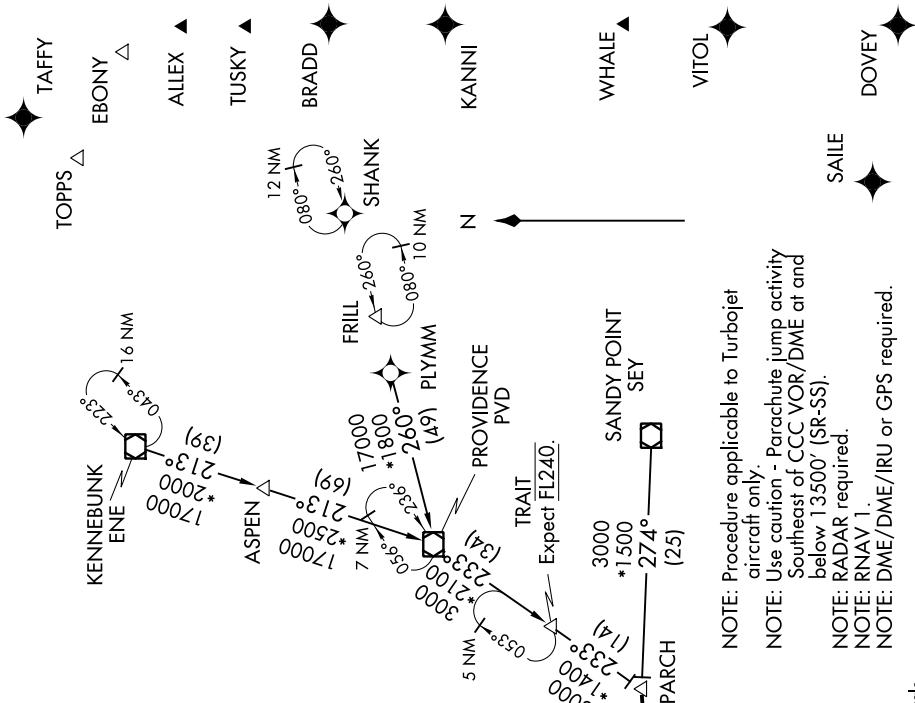 TAFFY
EBONY
TOPPS
ALLEX
TUSKY
BRADD
KANNI
WHALE
VITOL
DOVEY
SAILE
12 NM
260°
080°
SHANK
N
260°
080°
10 NM
FRILL
PLYMM
16 NM
223°
043°
KENNEBUNK
ENE
(39)
213°
*2000
17000
ASPEN
(69)
213°
*2500
17000
17000
*1800
260°
(49)
PROVIDENCE
PVD
7 NM
236°
056°
(34)
233°
*2100
3000
TRAIT
Expect FL240.
5 NM
053°
(14)
233°
*1400
SANDY POINT
SEY
3000
*1500
274°
(25)
PARCH
NOTE: Procedure applicable to Turbojet
aircraft only.
NOTE: Use caution - Parachute jump activity
Southeast of CCC VOR/DME at and
below 13500' (SR-SS).
NOTE: RADAR required.
NOTE: RNAV 1.
NOTE: DME/DME/IRU or GPS required.